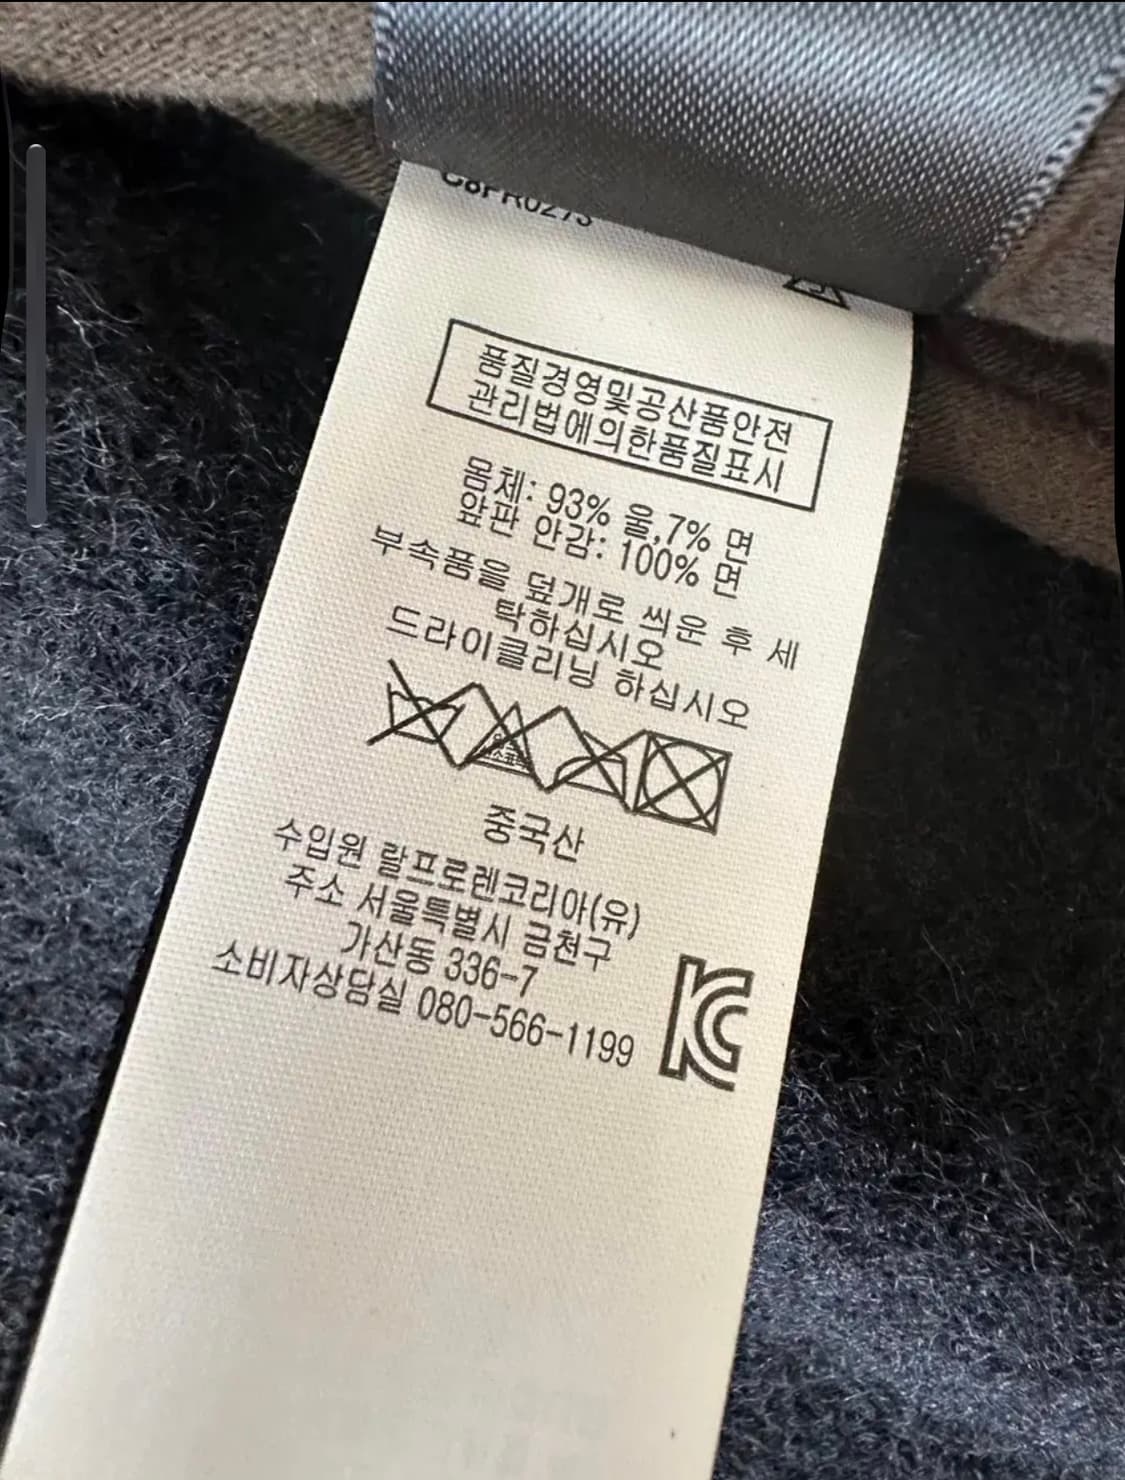 C8PR0273
품질경영및공산품안전
관리법에의한품질표시
몸체: 93% 울,7% 면
앞판 안감: 100% 면
부속품을 덮개로 씌운 후 세
탁하십시오
드라이클리닝 하십시오
중국산
수입원 랄프로렌코리아(유)
주소 서울특별시 금천구
가산동 336-7
소비자상담실 080-566-1199
KC